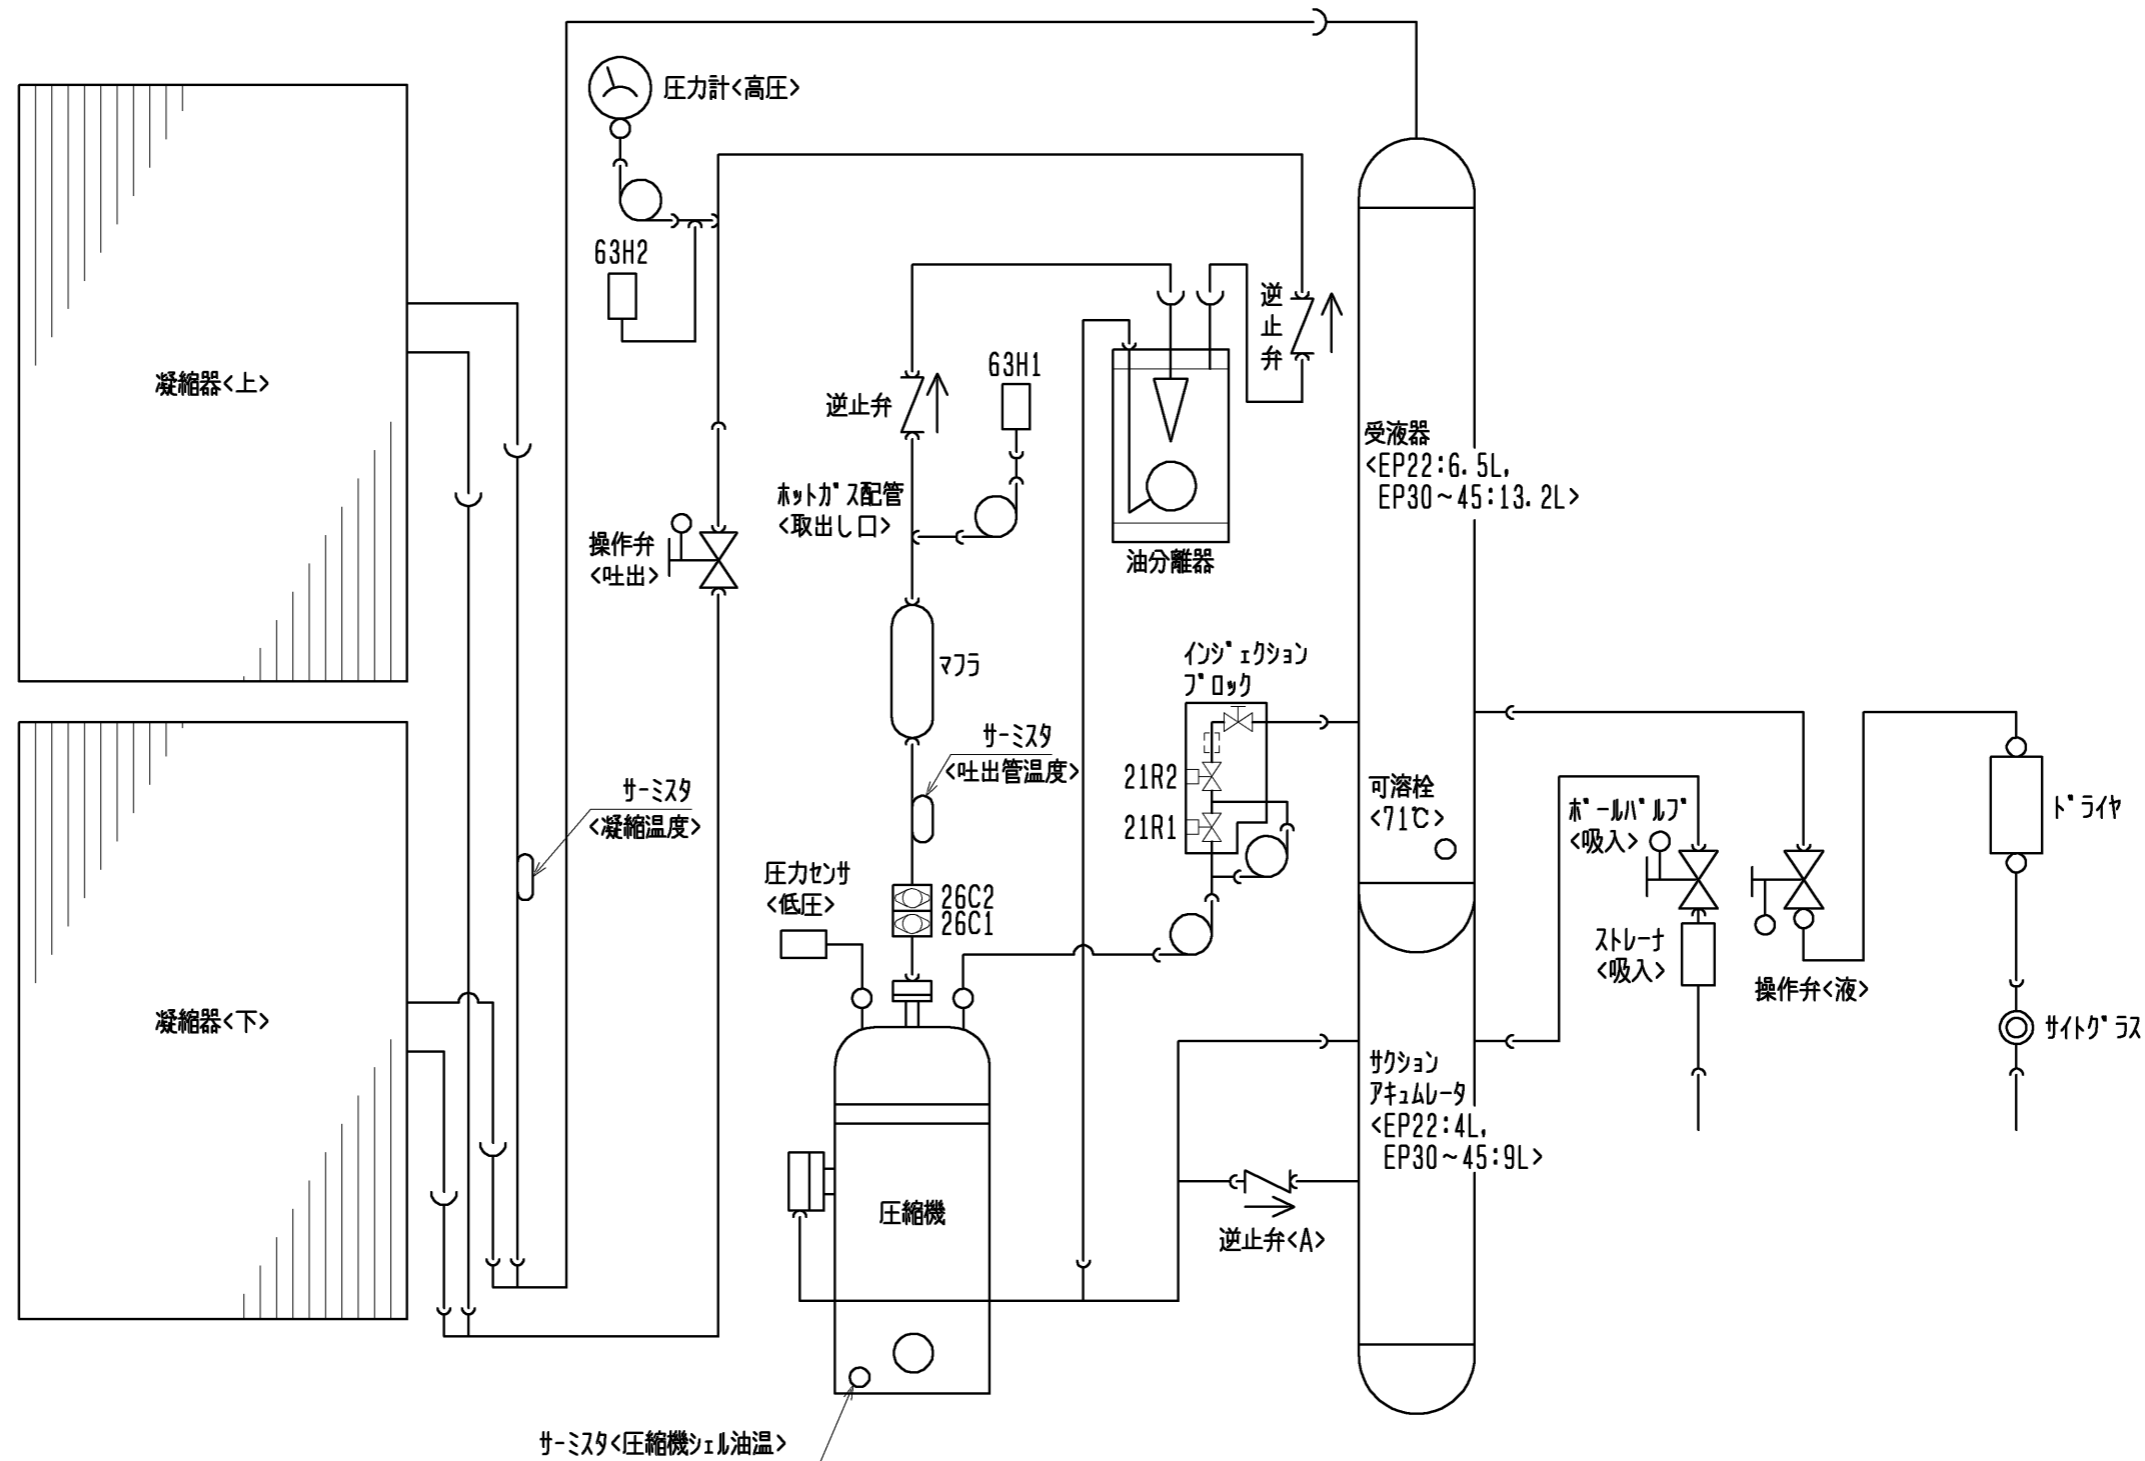 圧力計<高圧>
63H2
凝縮器<上>
逆止弁
63H1
逆止弁
ホットガス配管
<取出し口>
操作弁
<吐出>
油分離器
受液器
<EP22:6.5L,
EP30~45:13.2L>
マフラ
インジェクション
ブロック
サーミスタ
<吐出管温度>
21R2
21R1
可溶栓
<71℃>
ボールバルブ
<吸入>
ドライヤ
サーミスタ
<凝縮温度>
圧力センサ
<低圧>
26C2
26C1
ストレーナ
<吸入>
操作弁<液>
凝縮器<下>
サイトグラス
サクション
アキュムレータ
<EP22:4L,
EP30~45:9L>
圧縮機
逆止弁<A>
サーミスタ<圧縮機シェル油温>